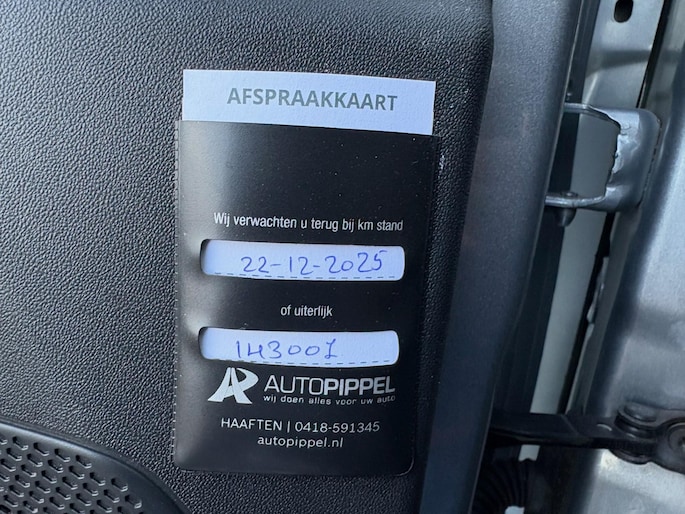 AFSPRAAKKAART
Wij verwachten u terug bij km stand
22-12-2025
of uiterlijk
143007
AUTOPIPPEL
wij doen alles voor uw auto
HAAFTEN | 0418-591345
autopippel.nl